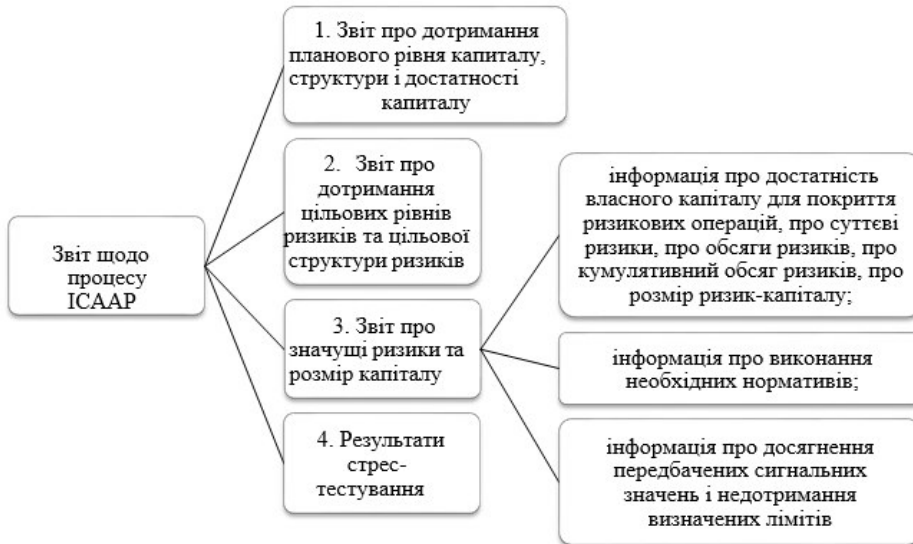 Звіт щодо
процесу
ICAAP
1. Звіт про дотримання
планового рівня капиталу,
структури і достатності
капиталу
2. Звіт про
дотримання
цільових рівнів
ризиків та цільової
структури ризиків
3. Звіт про
значущі ризики та
розмір капіталу
4. Результати
стрес-
тестування
інформація про достатність
власного капіталу для покриття
ризикових операцій, про суттєві
ризики, про обсяги ризиків, про
кумулятивний обсяг ризиків, про
розмір ризик-капіталу;
інформація про виконання
необхідних нормативів;
інформація про досягнення
передбачених сигнальних
значень і недотримання
визначених лімітів